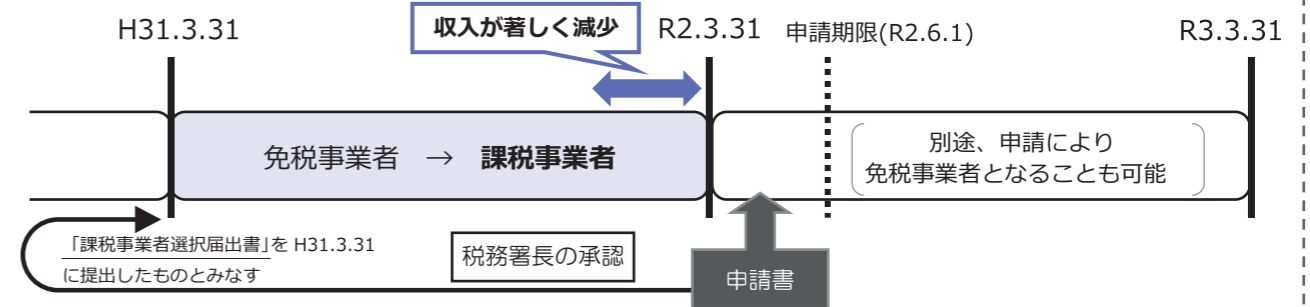 H31.3.31
収入が著しく減少
R2.3.31
申請期限(R2.6.1)
R3.3.31
免税事業者 → 課税事業者
別途、申請により
免税事業者となることも可能
「課税事業者選択届出書」を H31.3.31
に提出したものとみなす
税務署長の承認
申請書